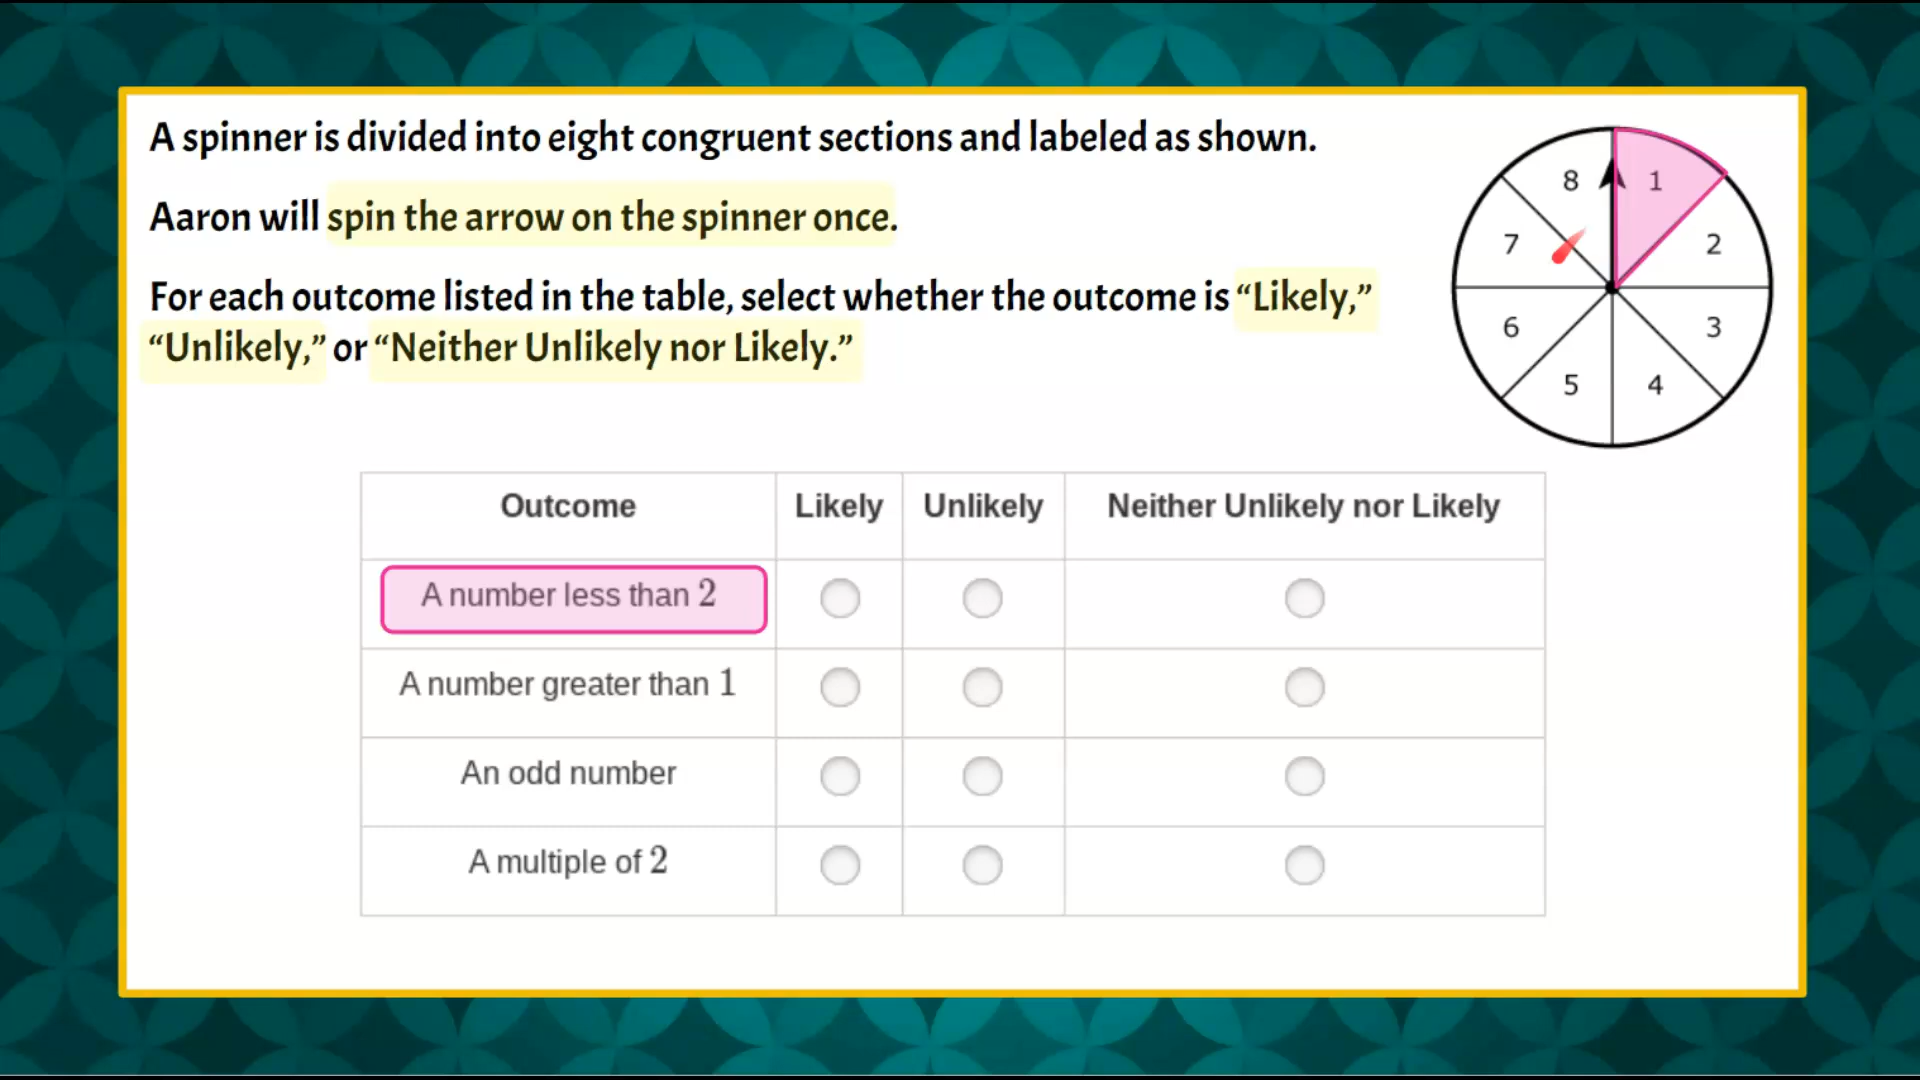 A spinner is divided into eight congruent sections and labeled as shown.
Aaron will spin the arrow on the spinner once.
For each outcome listed in the table, select whether the outcome is “Likely,”
“Unlikely,” or “Neither Unlikely nor Likely.”
8 1
7 2
6 3
5 4
Outcome Likely Unlikely Neither Unlikely nor Likely
A number less than 2
A number greater than 1
An odd number
A multiple of 2